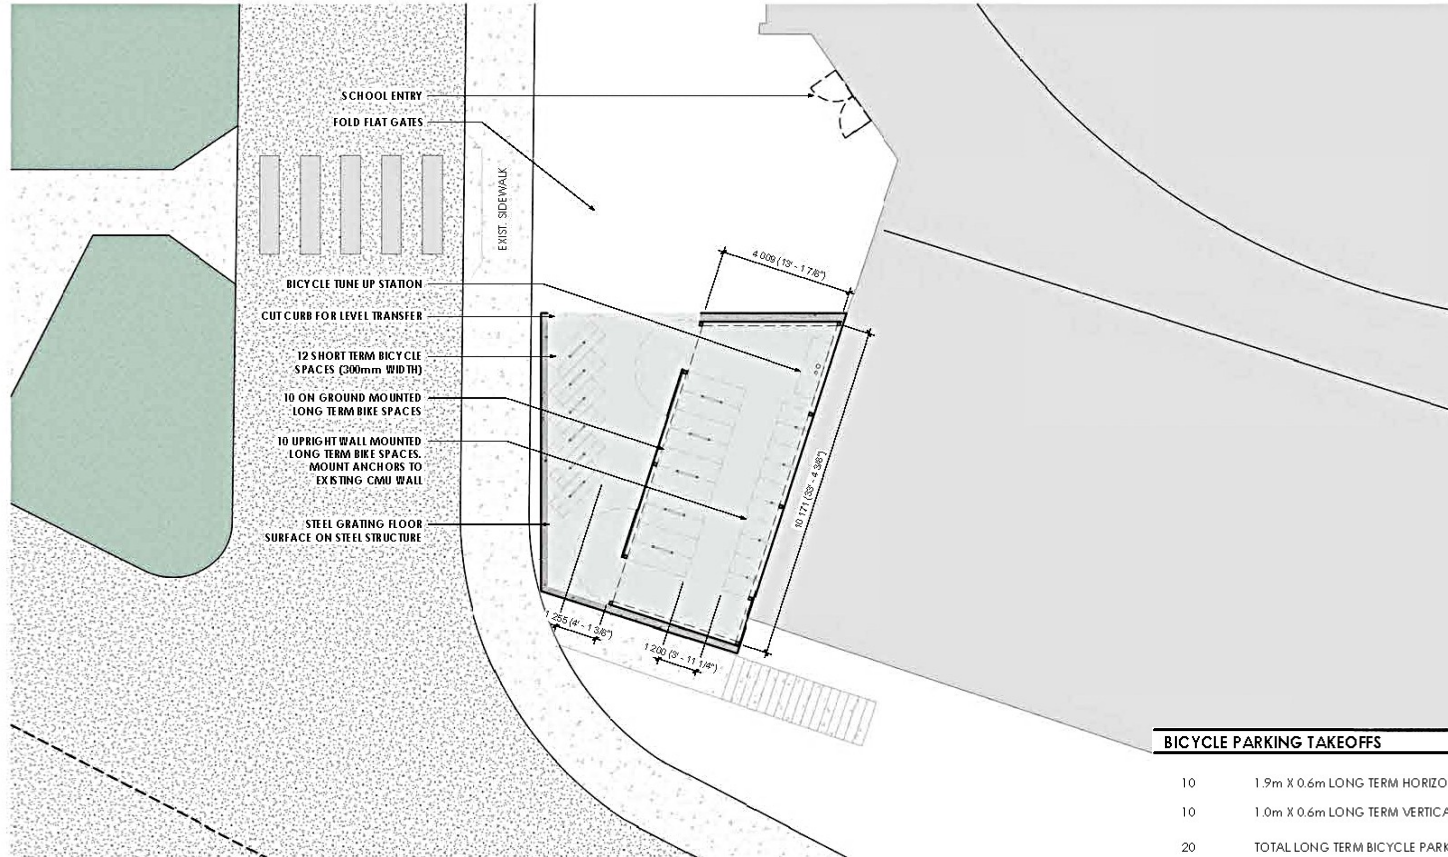 SCHOOL ENTRY
FOLD FLAT GATES
EXIST. SIDEWALK
4 009 (13' - 1 7/8")
BICYCLE TUNE UP STATION
CUT CURB FOR LEVEL TRANSFER
12 SHORT TERM BICYCLE
SPACES (300mm WIDTH)
10 ON GROUND MOUNTED
LONG TERM BIKE SPACES
10 UPRIGHT WALL MOUNTED
LONG TERM BIKE SPACES.
MOUNT ANCHORS TO
EXISTING CMU WALL
10 171 (33' - 4 3/8")
STEEL GRATING FLOOR
SURFACE ON STEEL STRUCTURE
1 255 (4' - 1 3/8")
1 200 (3' - 11 1/4")
BICYCLE PARKING TAKEOFFS
10 1.9m X 0.6m LONG TERM HORIZO
10 1.0m X 0.6m LONG TERM VERTICA
20 TOTAL LONG TERM BICYCLE PARK